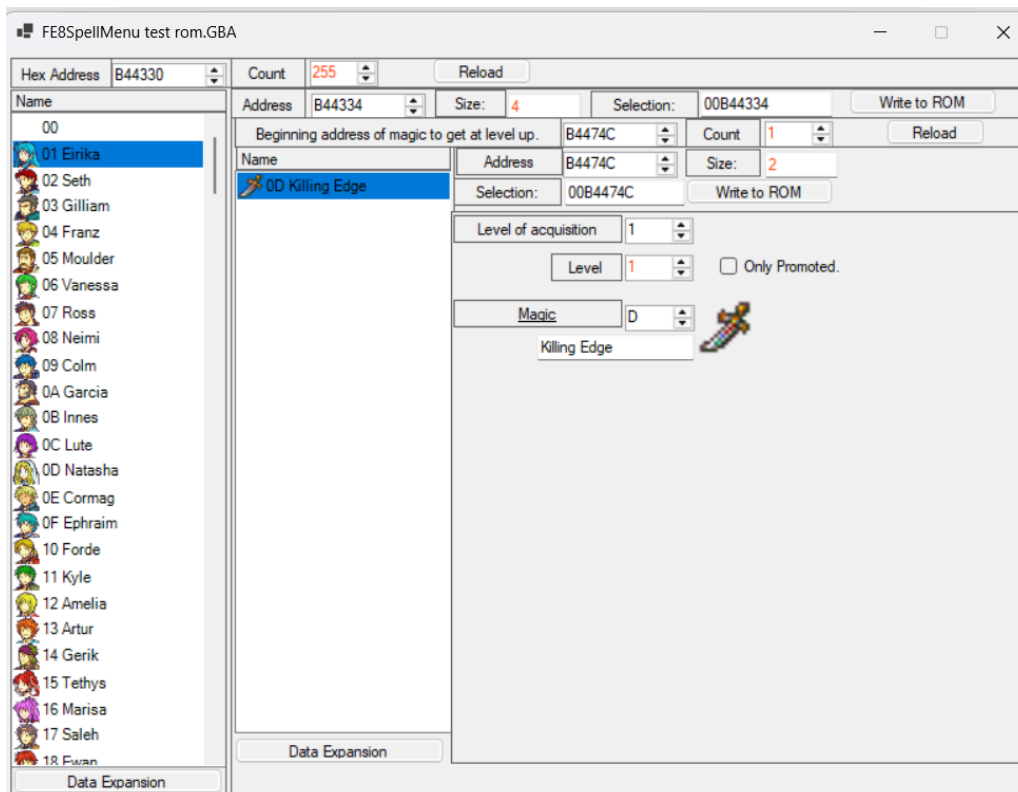 FE8SpellMenu test rom.GBA
Hex Address B44330 Count 255 Reload
Name
Address B44334 Size: 4 Selection: 00B44334 Write to ROM
Beginning address of magic to get at level up. B4474C Count 1 Reload
Name
Address B4474C Size: 2
Selection: 00B4474C Write to ROM
00
01 Eirika
02 Seth
03 Gilliam
04 Franz
05 Moulder
06 Vanessa
07 Ross
08 Neimi
09 Colm
0A Garcia
0B Innes
0C Lute
0D Natasha
0E Cormag
0F Ephraim
10 Forde
11 Kyle
12 Amelia
13 Artur
14 Gerik
15 Tethys
16 Marisa
17 Saleh
18 Ewan
Data Expansion
0D Killing Edge
Data Expansion
Level of acquisition 1
Level 1 Only Promoted.
Magic D
Killing Edge